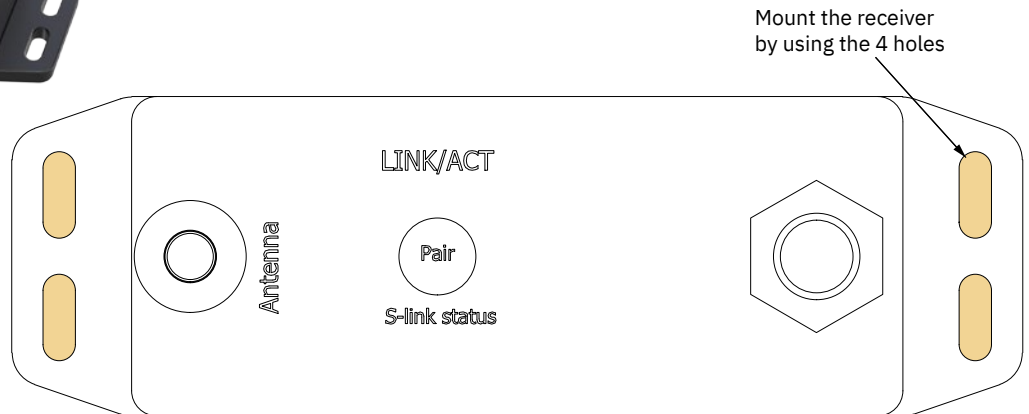 Mount the receiver
by using the 4 holes
LINK/ACT
Antenna
Pair
S-link status